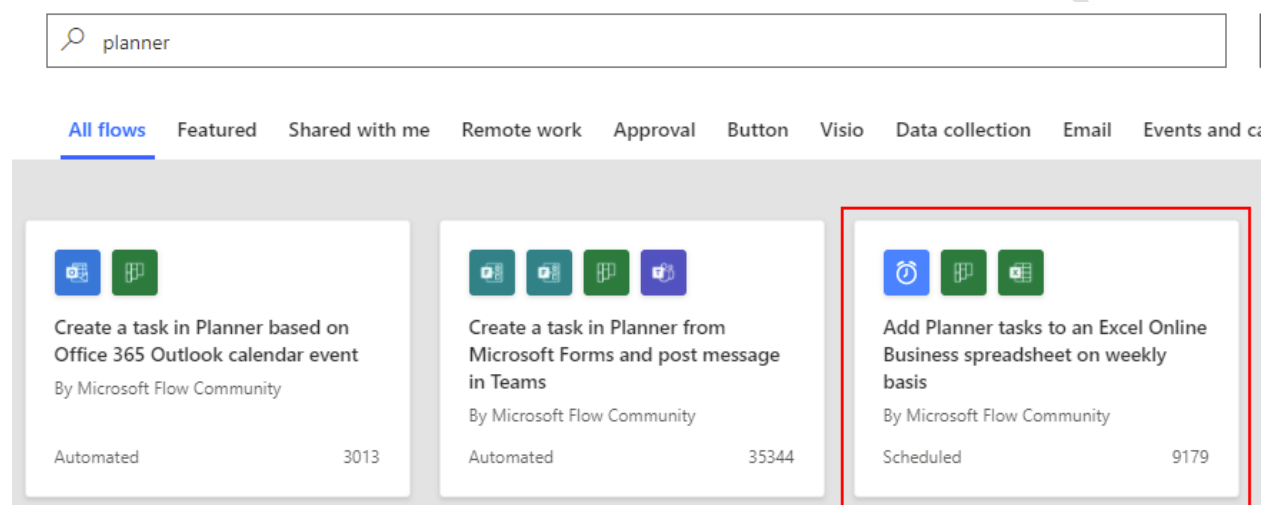 planner
All flows Featured Shared with me Remote work Approval Button Visio Data collection Email Events and ca
Create a task in Planner based on
Office 365 Outlook calendar event
By Microsoft Flow Community
Automated 3013
Create a task in Planner from
Microsoft Forms and post message
in Teams
By Microsoft Flow Community
Automated 35344
Add Planner tasks to an Excel Online
Business spreadsheet on weekly
basis
By Microsoft Flow Community
Scheduled 9179